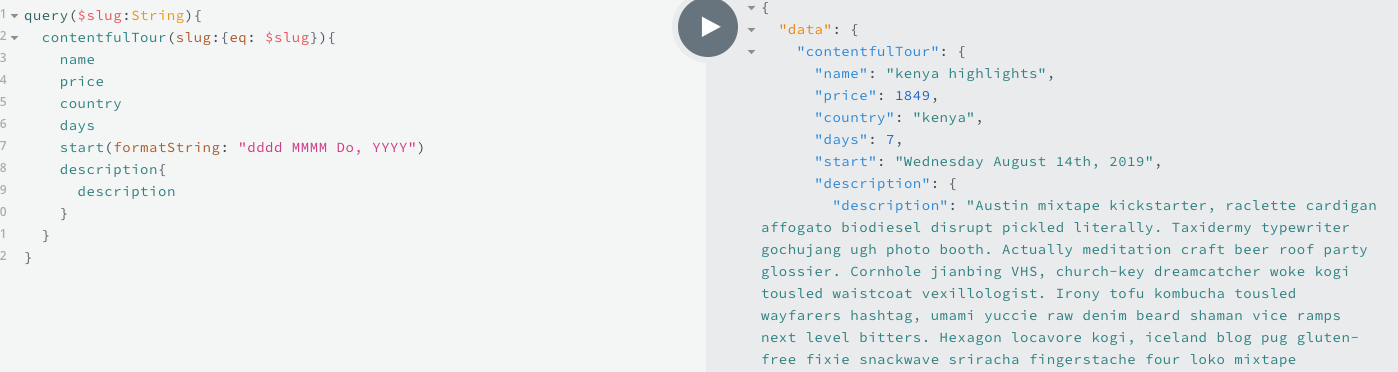 1 query($slug:String){
2 contentfulTour(slug:{eq: $slug}){
3 name
4 price
5 country
6 days
7 start(formatString: "dddd MMMM Do, YYYY")
8 description{
9 description
0 }
1 }
2 }
{
"data": {
"contentfulTour": {
"name": "kenya highlights",
"price": 1849,
"country": "kenya",
"days": 7,
"start": "Wednesday August 14th, 2019",
"description": {
"description": "Austin mixtape kickstarter, raclette cardigan
affogato biodiesel disrupt pickled literally. Taxidermy typewriter
gochujang ugh photo booth. Actually meditation craft beer roof party
glossier. Cornhole jianbing VHS, church-key dreamcatcher woke kogi
tousled waistcoat vexillologist. Irony tofu kombucha tousled
wayfarers hashtag, umami yuccie raw denim beard shaman vice ramps
next level bitters. Hexagon locavore kogi, iceland blog pug gluten-
free fixie snackwave sriracha fingerstache four loko mixtape